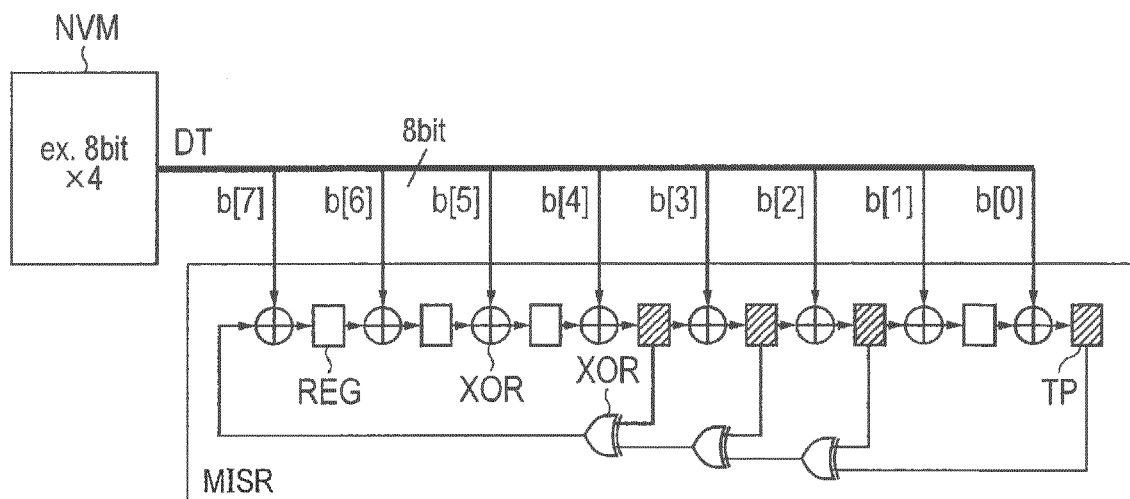 NVM
ex. 8bit
×4
DT
8bit
b[7]
b[6]
b[5]
b[4]
b[3]
b[2]
b[1]
b[0]
REG
XOR
XOR
TP
MISR